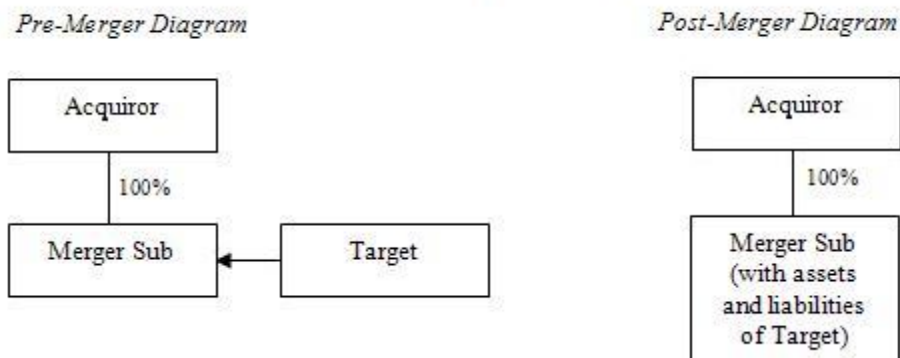 Pre-Merger Diagram
Post-Merger Diagram
Acquiror
100%
Merger Sub
Target
Acquiror
100%
Merger Sub
(with assets
and liabilities
of Target)